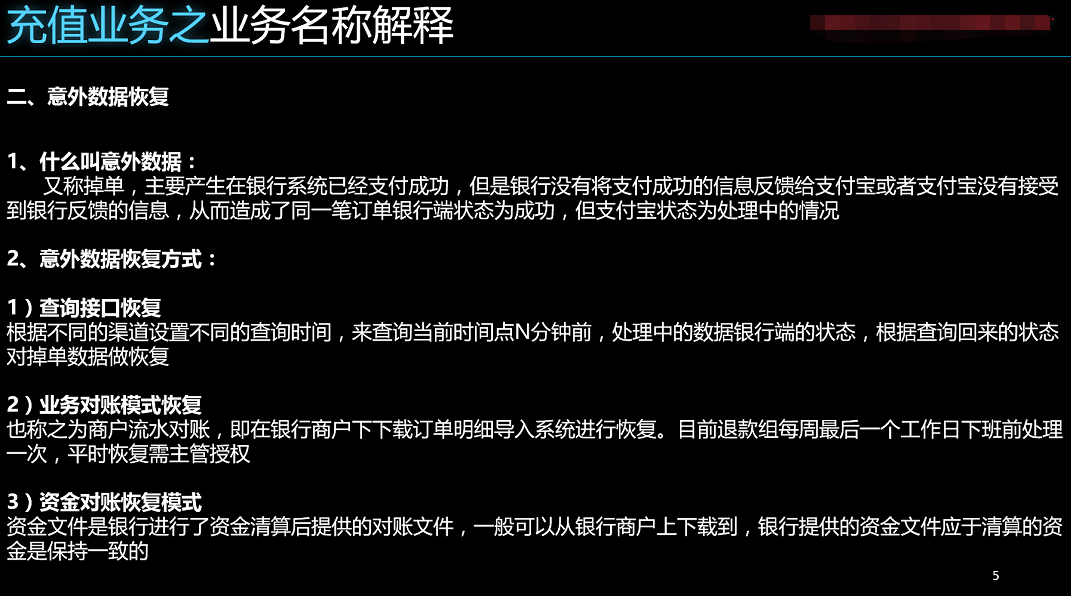 充值业务之业务名称解释
二、意外数据恢复
1、什么叫意外数据：
又称掉单，主要产生在银行系统已经支付成功，但是银行没有将支付成功的信息反馈给支付宝或者支付宝没有接受
到银行反馈的信息，从而造成了同一笔订单银行端状态为成功，但支付宝状态为处理中的情况
2、意外数据恢复方式：
1）查询接口恢复
根据不同的渠道设置不同的查询时间，来查询当前时间点N分钟前，处理中的数据银行端的状态，根据查询回来的状态
对掉单数据做恢复
2）业务对账模式恢复
也称之为商户流水对账，即在银行商户下下载订单明细导入系统进行恢复。目前退款组每周最后一个工作日下班前处理
一次，平时恢复需主管授权
3）资金对账恢复模式
资金文件是银行进行了资金清算后提供的对账文件，一般可以从银行商户上下载到，银行提供的资金文件应于清算的资
金是保持一致的
5